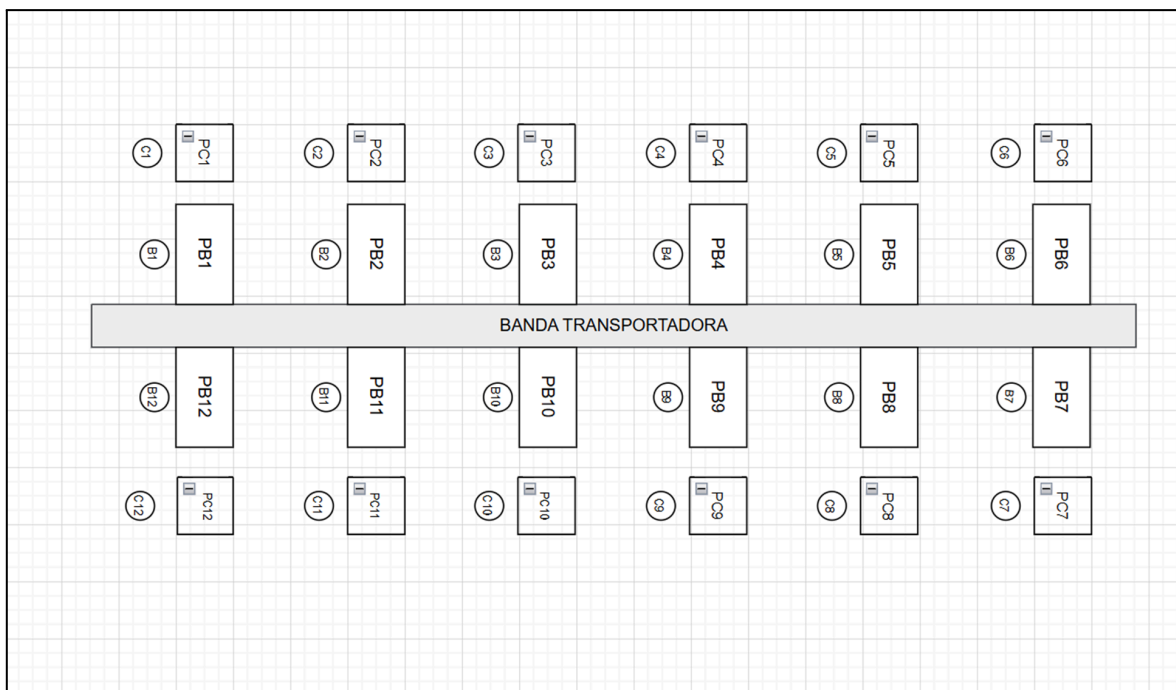 C1 PC1 C2 PC2 C3 PC3 C4 PC4 C5 PC5 C6 PC6
B1 PB1 B2 PB2 B3 PB3 B4 PB4 B5 PB5 B6 PB6
BANDA TRANSPORTADORA
B12 PB12 B11 PB11 B10 PB10 B9 PB9 B8 PB8 B7 PB7
C12 PC12 C11 PC11 C10 PC10 C9 PC9 C8 PC8 C7 PC7